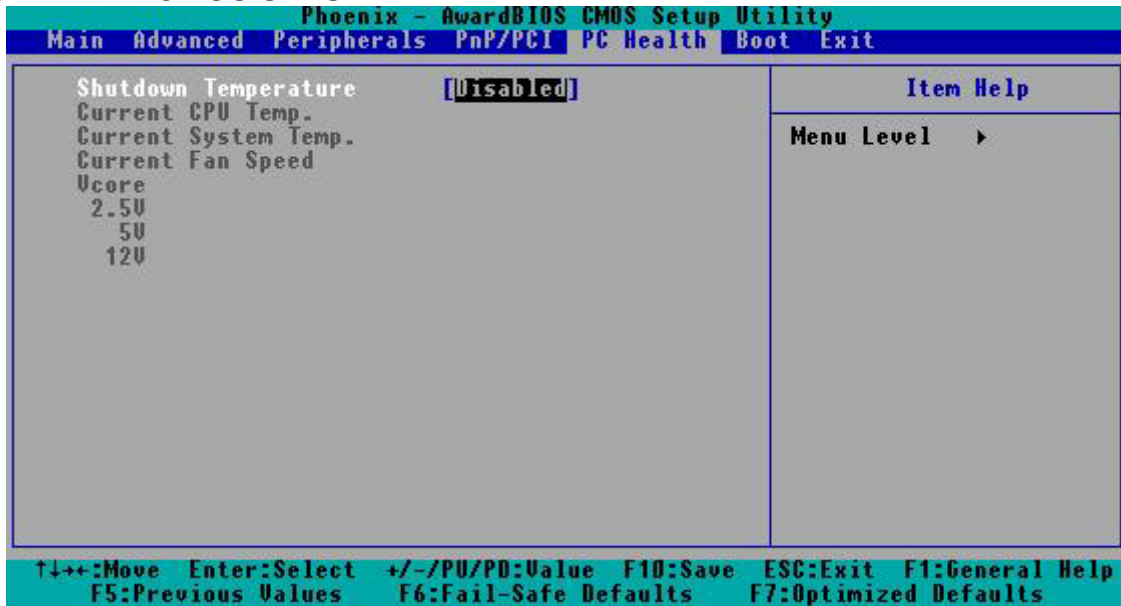 Phoenix - AwardBIOS CMOS Setup Utility
Main Advanced Peripherals PnP/PCI PC Health Boot Exit
Shutdown Temperature [Disabled]
Current CPU Temp.
Current System Temp.
Current Fan Speed
Vcore
2.5V
5V
12V
Item Help
Menu Level ▸
↑↓→←:Move Enter:Select +/-/PU/PD:Value F10:Save ESC:Exit F1:General Help
F5:Previous Values F6:Fail-Safe Defaults F7:Optimized Defaults